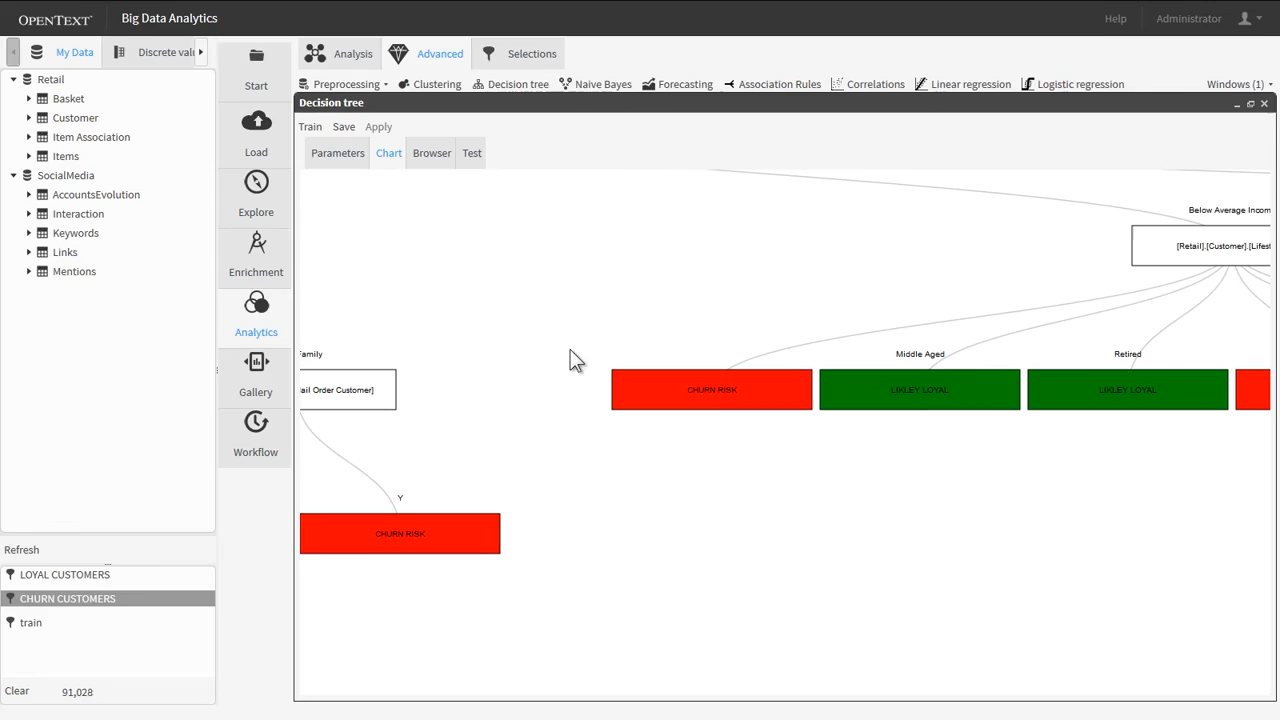 OPENTEXT™ Big Data Analytics Help Administrator
My Data Discrete valu
Analysis Advanced Selections
Retail
Basket
Customer
Item Association
Items
SocialMedia
AccountsEvolution
Interaction
Keywords
Links
Mentions
Refresh
LOYAL CUSTOMERS
CHURN CUSTOMERS
train
Clear 91,028
Start
Load
Explore
Enrichment
Analytics
Gallery
Workflow
Preprocessing Clustering Decision tree Naive Bayes Forecasting Association Rules Correlations Linear regression Logistic regression Windows (1)
Decision tree
Train Save Apply
Parameters Chart Browser Test
Below Average Incom
[Retail].[Customer].[Lifest
Family Middle Aged Retired
ail Order Customer] CHURN RISK LIKLEY LOYAL LIKLEY LOYAL
Y
CHURN RISK